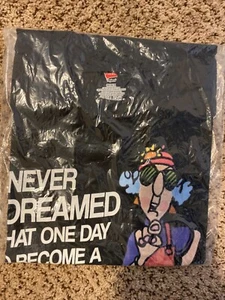 NEVER
DREAMED
HAT ONE DAY
O BECOME A